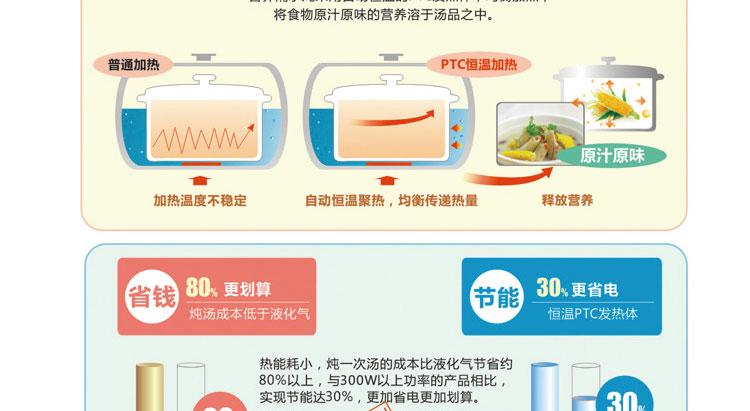 将食物原汁原味的营养溶于汤品之中。
普通加热
PTC恒温加热
原汁原味
加热温度不稳定
自动恒温聚热，均衡传递热量
释放营养
省钱
80% 更划算
炖汤成本低于液化气
节能
30% 更省电
恒温PTC发热体
热能耗小，炖一次汤的成本比液化气节省约
80%以上，与300W以上功率的产品相比，
实现节能达30%，更加省电更加划算。
30%